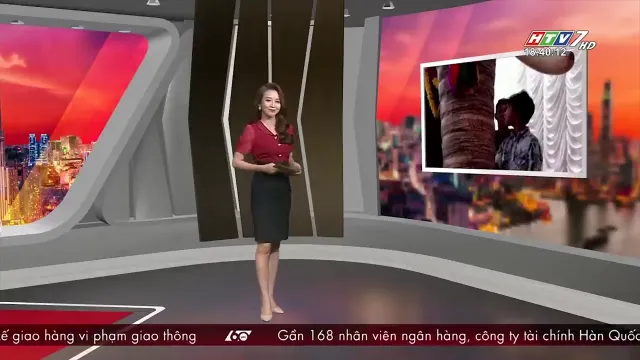 HTV7 HD
18:40:12
ế giao hàng vi phạm giao thông 60 Gần 168 nhân viên ngân hàng, công ty tài chính Hàn Quốc